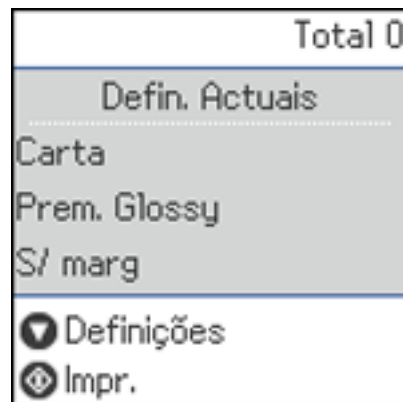 Total 0
Defin. Actuais
Carta
Prem. Glossy
S/ marg
Definições
Impr.